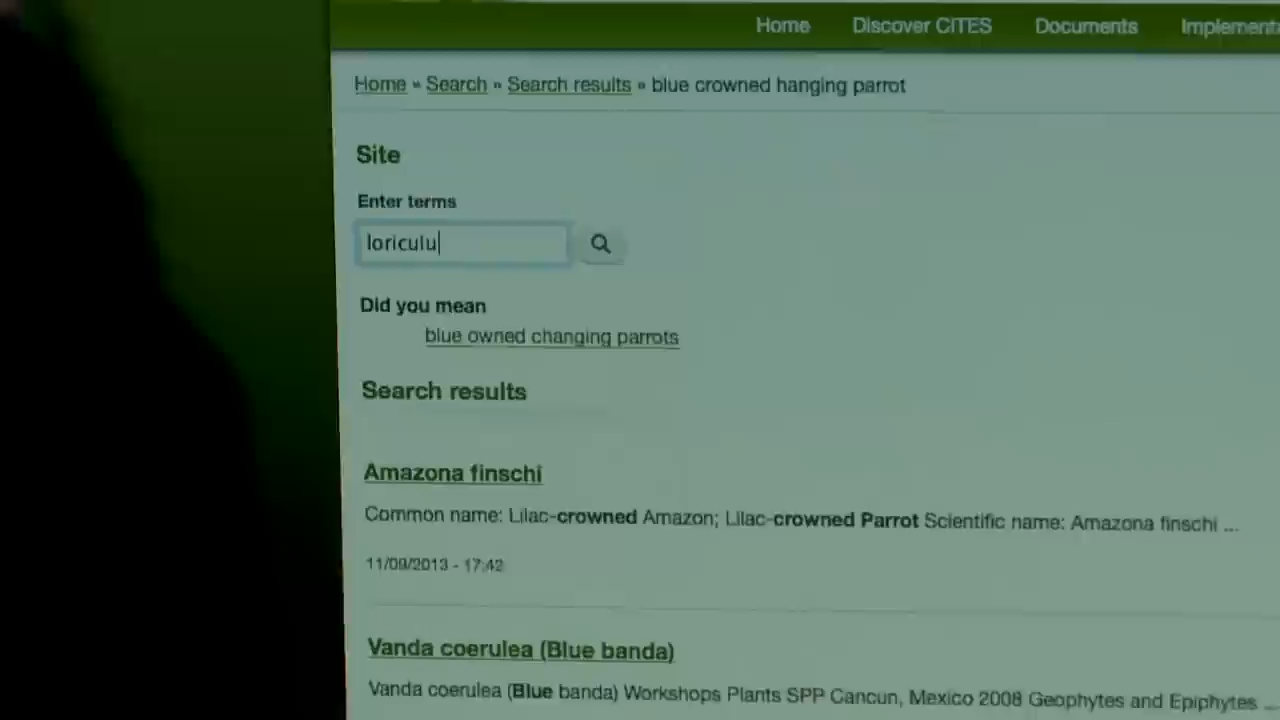 Home Discover CITES Documents
Home » Search » Search results » blue crowned hanging parrot
Site
Enter terms
loriculu
Did you mean
blue owned changing parrots
Search results
Amazona finschi
Common name: Lilac-crowned Amazon; Lilac-crowned Parrot Scientific name: Amazona finschi ...
11/09/2013 - 17:42
Vanda coerulea (Blue banda)
Vanda coerulea (Blue banda) Workshops Plants SPP Cancun, Mexico 2008 Geophytes and Epiphytes ...